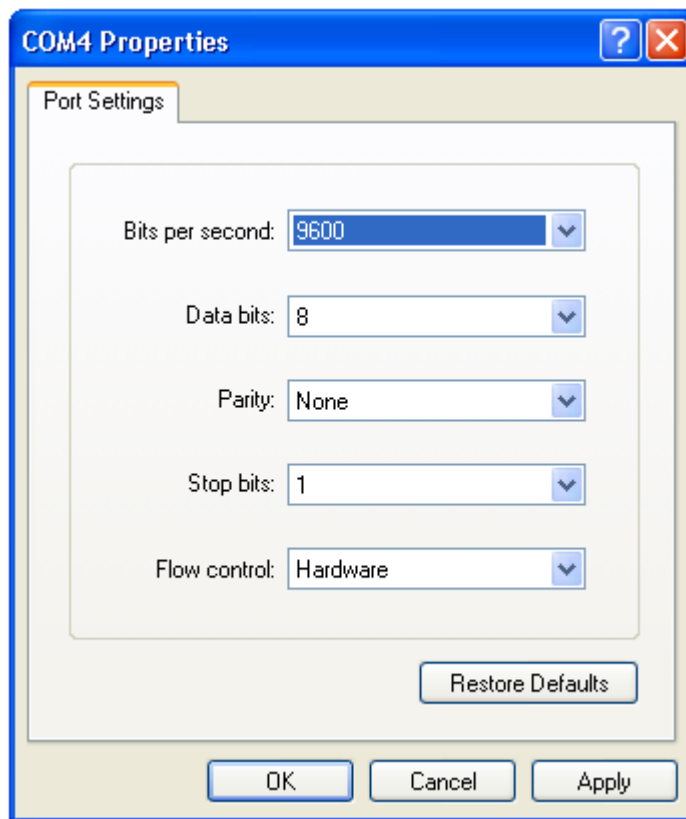 COM4 Properties
Port Settings
Bits per second: 9600
Data bits: 8
Parity: None
Stop bits: 1
Flow control: Hardware
Restore Defaults
OK Cancel Apply